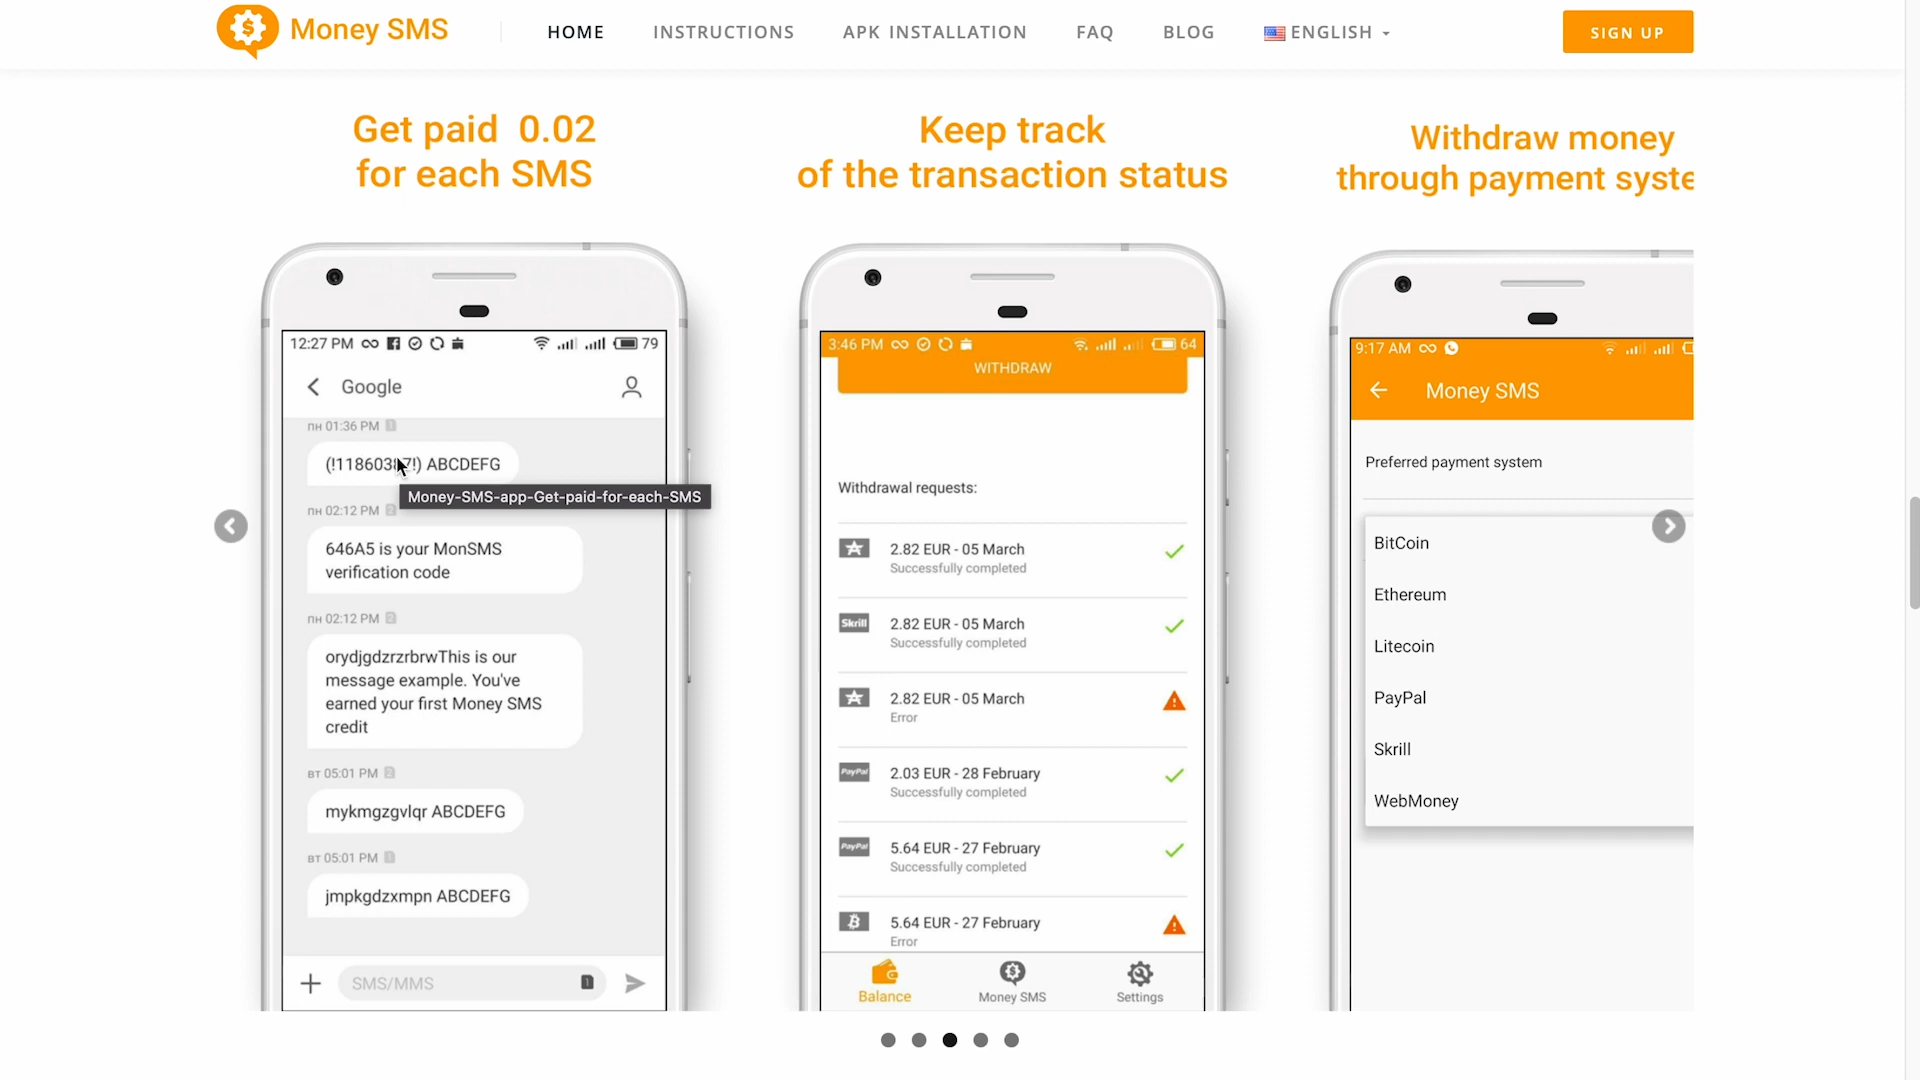 Money SMS
HOME
INSTRUCTIONS
APK INSTALLATION
FAQ
BLOG
ENGLISH
SIGN UP
Get paid 0.02
for each SMS
12:27 PM
79
Google
пн 01:36 PM
(!11860387!) ABCDEFG
Money-SMS-app-Get-paid-for-each-SMS
пн 02:12 PM
646A5 is your MonSMS
verification code
пн 02:12 PM
orydjgdzrzrbrwThis is our
message example. You've
earned your first Money SMS
credit
вт 05:01 PM
mykmgzgvlqr ABCDEFG
вт 05:01 PM
jmpkgdzxmpn ABCDEFG
SMS/MMS
Keep track
of the transaction status
3:46 PM
64
WITHDRAW
Withdrawal requests:
2.82 EUR - 05 March
Successfully completed
Skrill
2.82 EUR - 05 March
Successfully completed
2.82 EUR - 05 March
Error
PayPal
2.03 EUR - 28 February
Successfully completed
PayPal
5.64 EUR - 27 February
Successfully completed
5.64 EUR - 27 February
Error
Balance
Money SMS
Settings
Withdraw money
through payment syste
9:17 AM
Money SMS
Preferred payment system
BitCoin
Ethereum
Litecoin
PayPal
Skrill
WebMoney